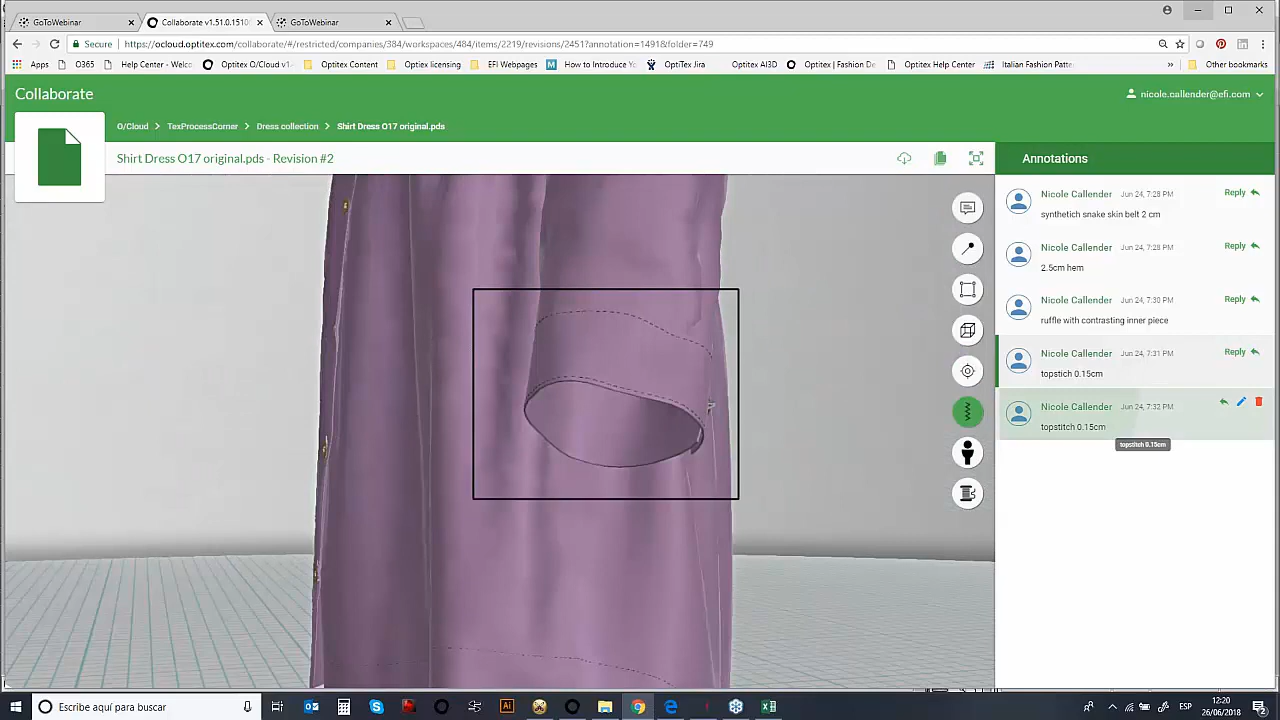 GoToWebinar
Collaborate v1.51.0.1510
GoToWebinar
Secure
https://ocloud.optitex.com/collaborate/#/restricted/companies/384/workspaces/484/items/2219/revisions/2451?annotation=1491&folder=749
Apps
O365
Help Center - Welco
Optitex O/Cloud v1.
Optitex Content
Optitex licensing
EFI Webpages
How to Introduce Yo
OptiTex Jira
Optitex AI3D
Optitex | Fashion De
Optitex Help Center
Italian Fashion Patter
»
Other bookmarks
Collaborate
nicole.callender@efi.com
O/Cloud > TexProcessCorner > Dress collection > Shirt Dress O17 original.pds
Shirt Dress O17 original.pds - Revision #2
Annotations
Nicole Callender Jun 24, 7:28 PM Reply
synthetich snake skin belt 2 cm
Nicole Callender Jun 24, 7:28 PM Reply
2.5cm hem
Nicole Callender Jun 24, 7:30 PM Reply
ruffle with contrasting inner piece
Nicole Callender Jun 24, 7:31 PM Reply
topstich 0.15cm
Nicole Callender Jun 24, 7:32 PM
topstitch 0.15cm
topstitch 0.15cm
Escribe aquí para buscar
Ai
12:20
26/06/2018